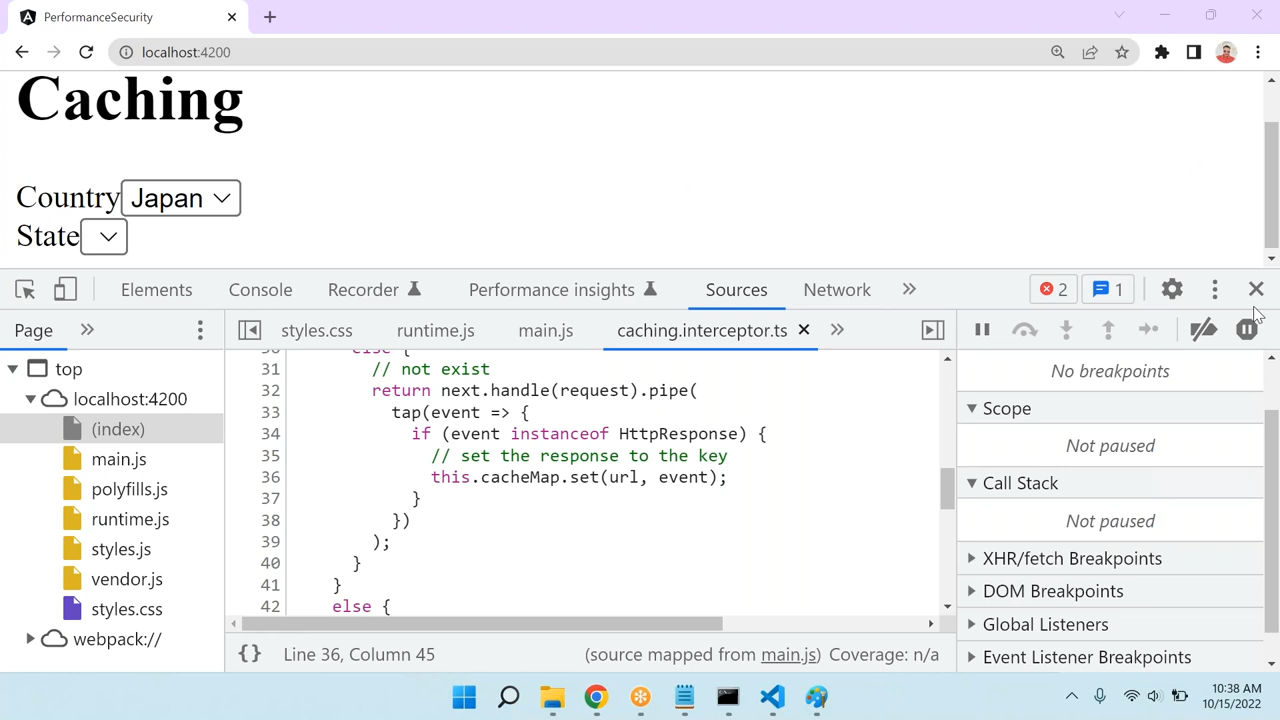 PerformanceSecurity
localhost:4200
Caching
Country Japan
State
Elements Console Recorder Performance insights Sources Network 2 1
Page styles.css runtime.js main.js caching.interceptor.ts
top
localhost:4200
(index)
main.js
polyfills.js
runtime.js
styles.js
vendor.js
styles.css
webpack://
30 else {
31 // not exist
32 return next.handle(request).pipe(
33 tap(event => {
34 if (event instanceof HttpResponse) {
35 // set the response to the key
36 this.cacheMap.set(url, event);
37 }
38 })
39 );
40 }
41 }
42 else {
{} Line 36, Column 45 (source mapped from main.js) Coverage: n/a
No breakpoints
Scope
Not paused
Call Stack
Not paused
XHR/fetch Breakpoints
DOM Breakpoints
Global Listeners
Event Listener Breakpoints
10:38 AM
10/15/2022